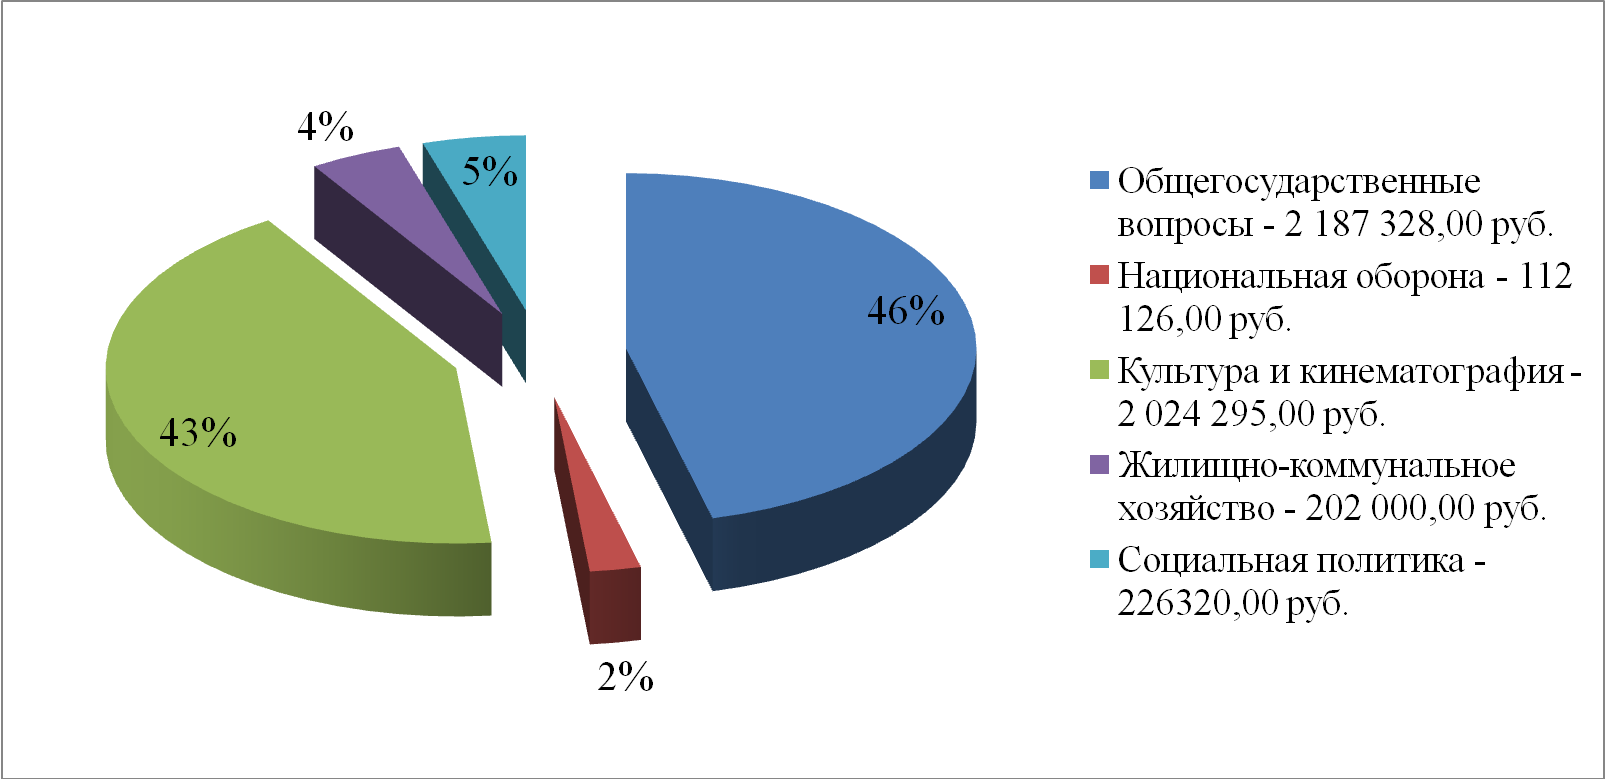 4%
5%
46%
43%
2%
Общегосударственные
вопросы - 2 187 328,00 руб.
Национальная оборона - 112
126,00 руб.
Культура и кинематография -
2 024 295,00 руб.
Жилищно-коммунальное
хозяйство - 202 000,00 руб.
Социальная политика -
226320,00 руб.